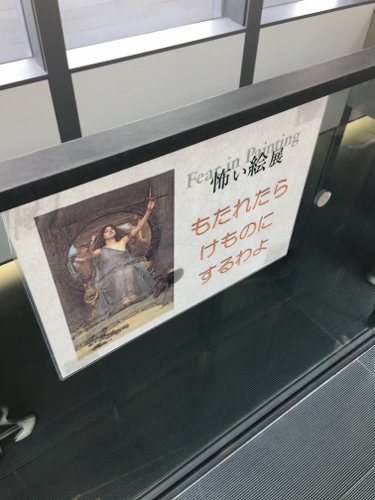 Fear in Painting
怖い絵展
もたれたら
けものに
するわよ